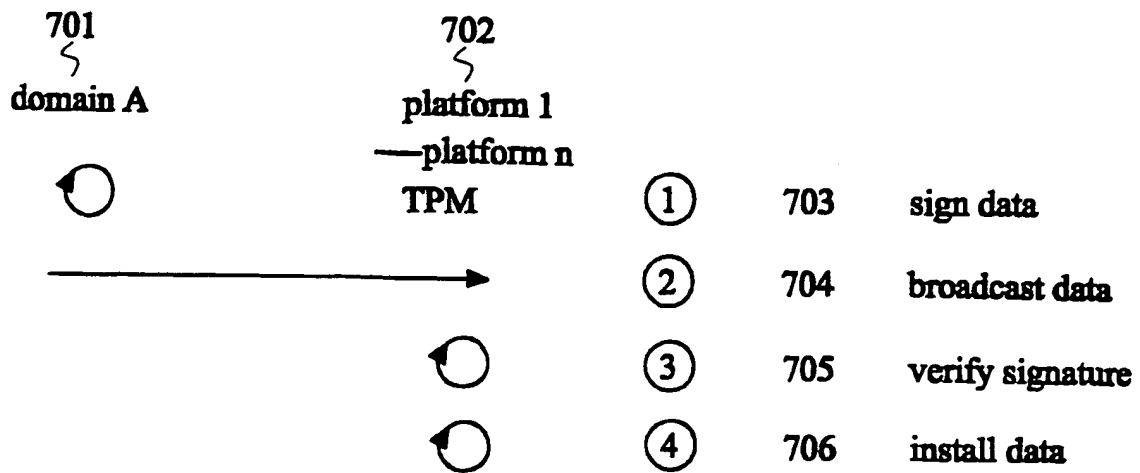 701
702
domain A
platform 1
—platform n
TPM
1 703 sign data
2 704 broadcast data
3 705 verify signature
4 706 install data